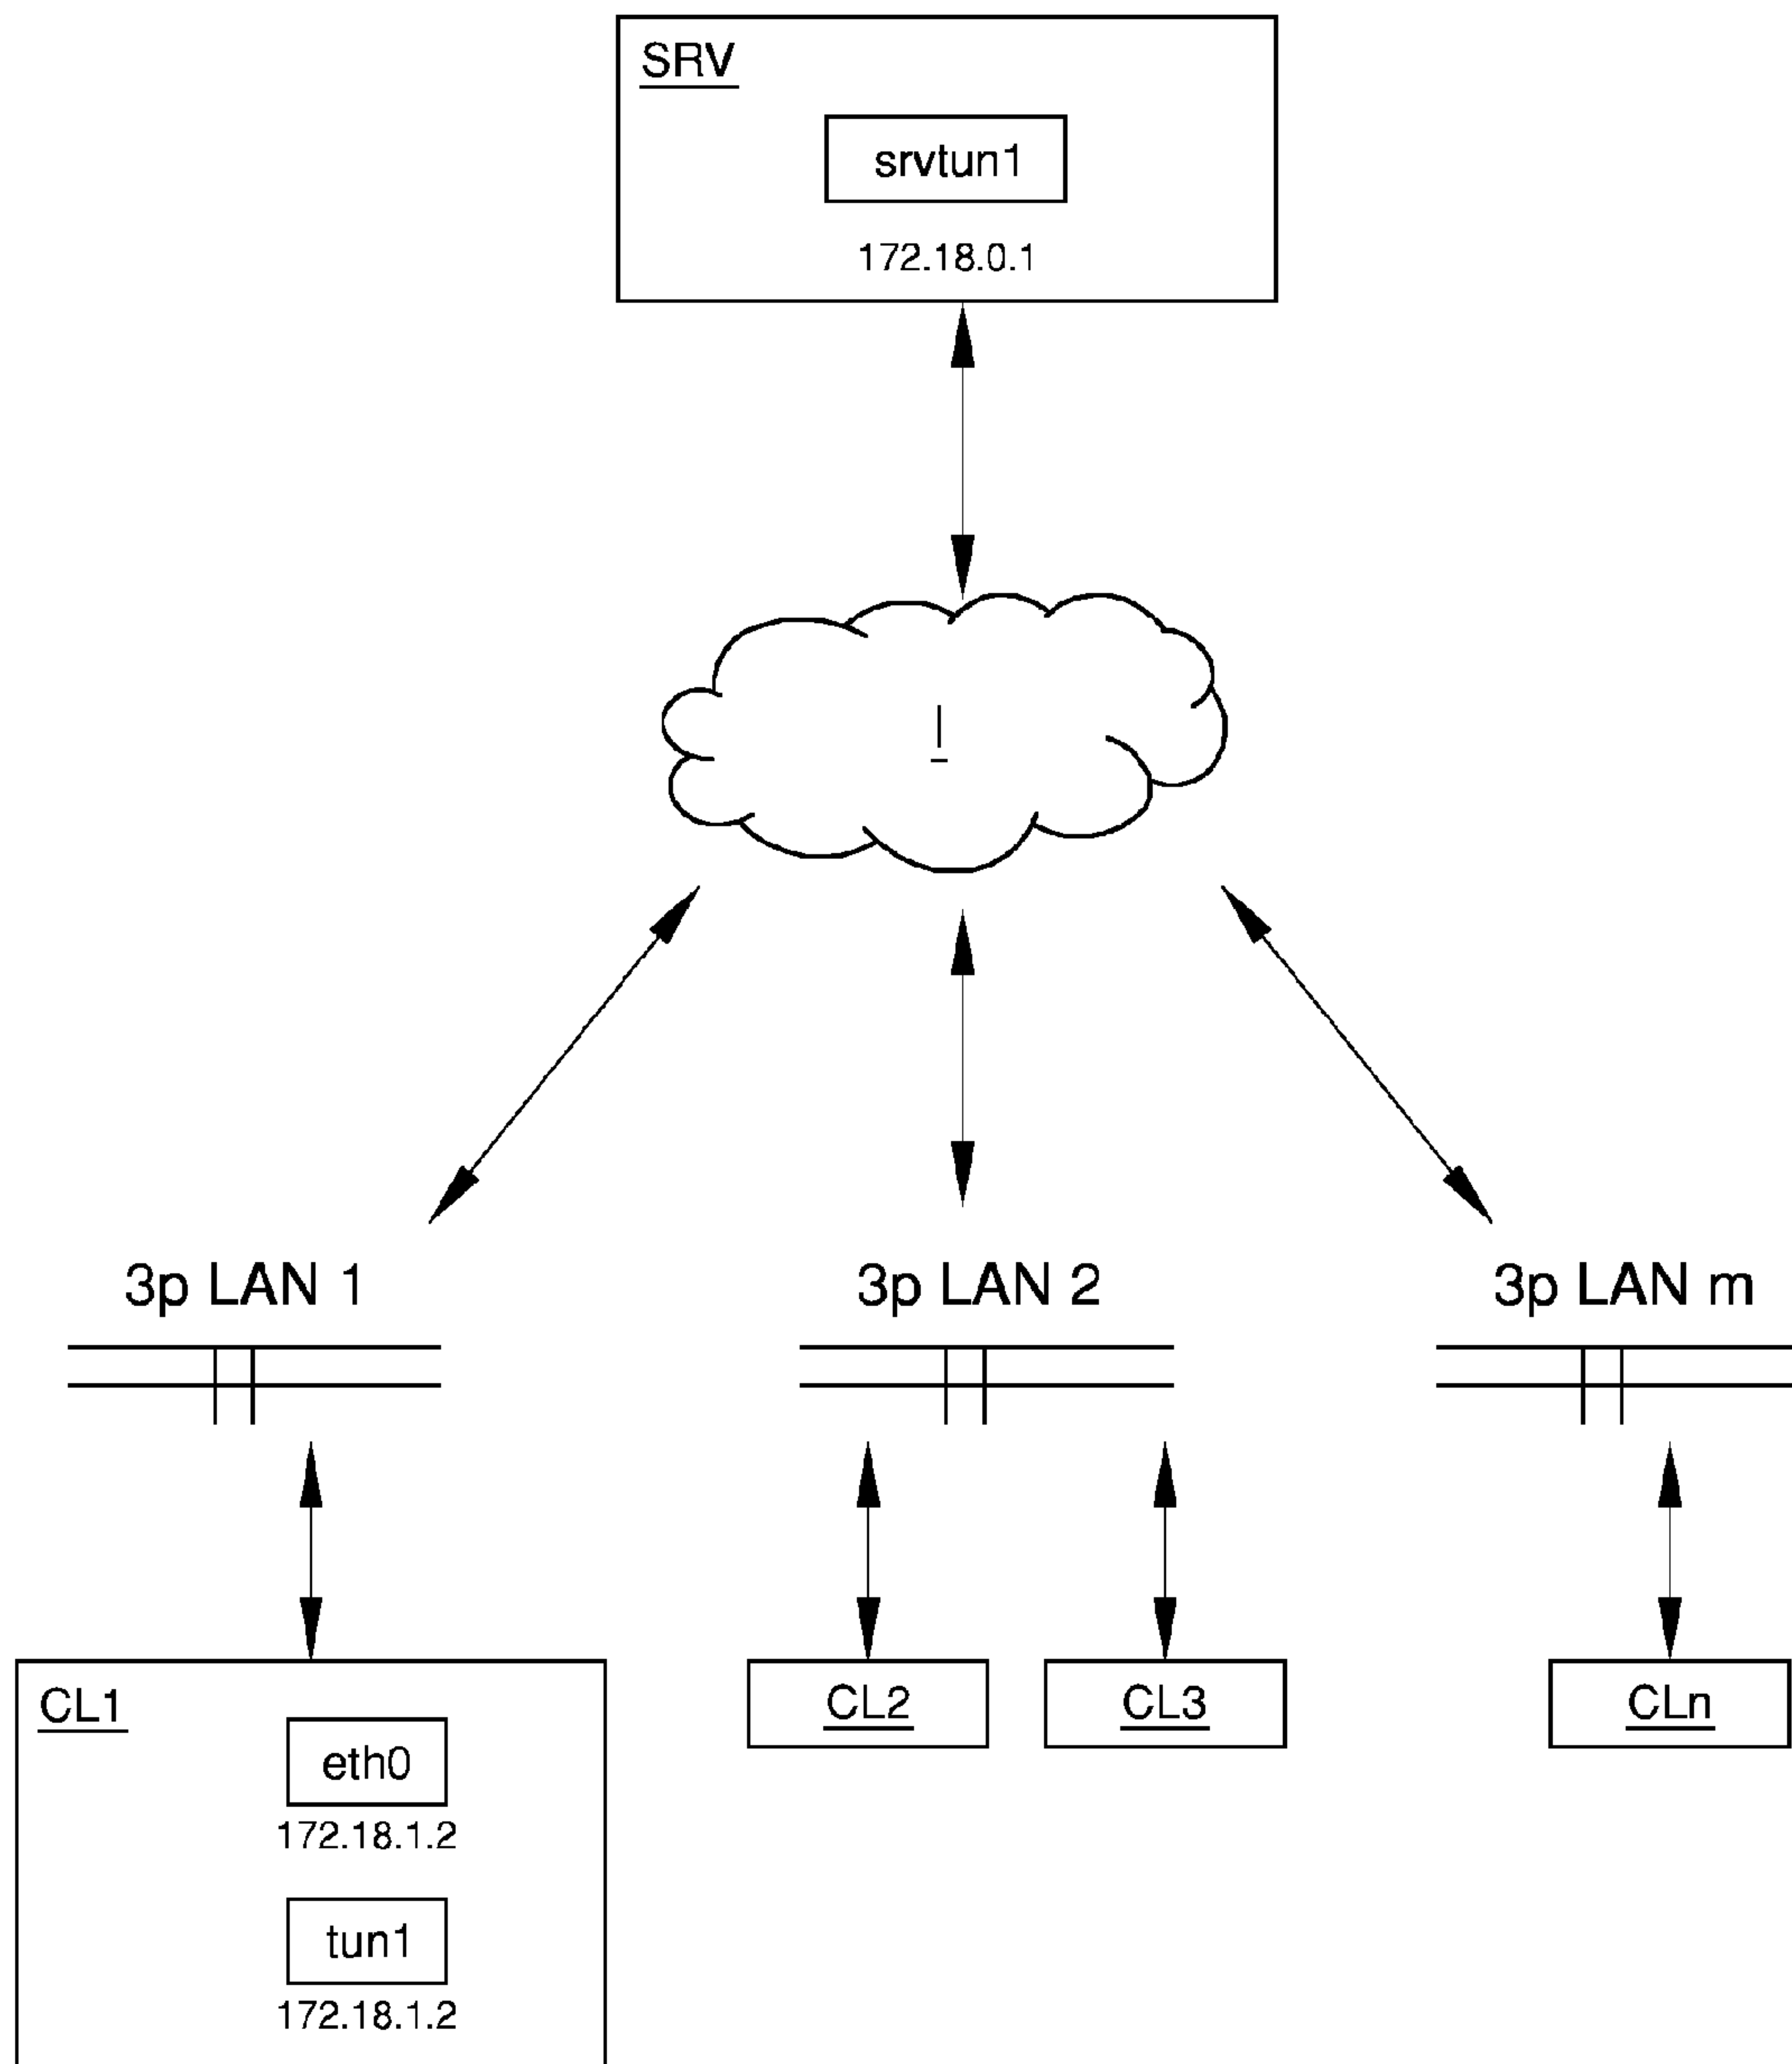 SRV
srvtun1
172.18.0.1
I
3p LAN 1
3p LAN 2
3p LAN m
CL1
eth0
172.18.1.2
tun1
172.18.1.2
CL2
CL3
CLn